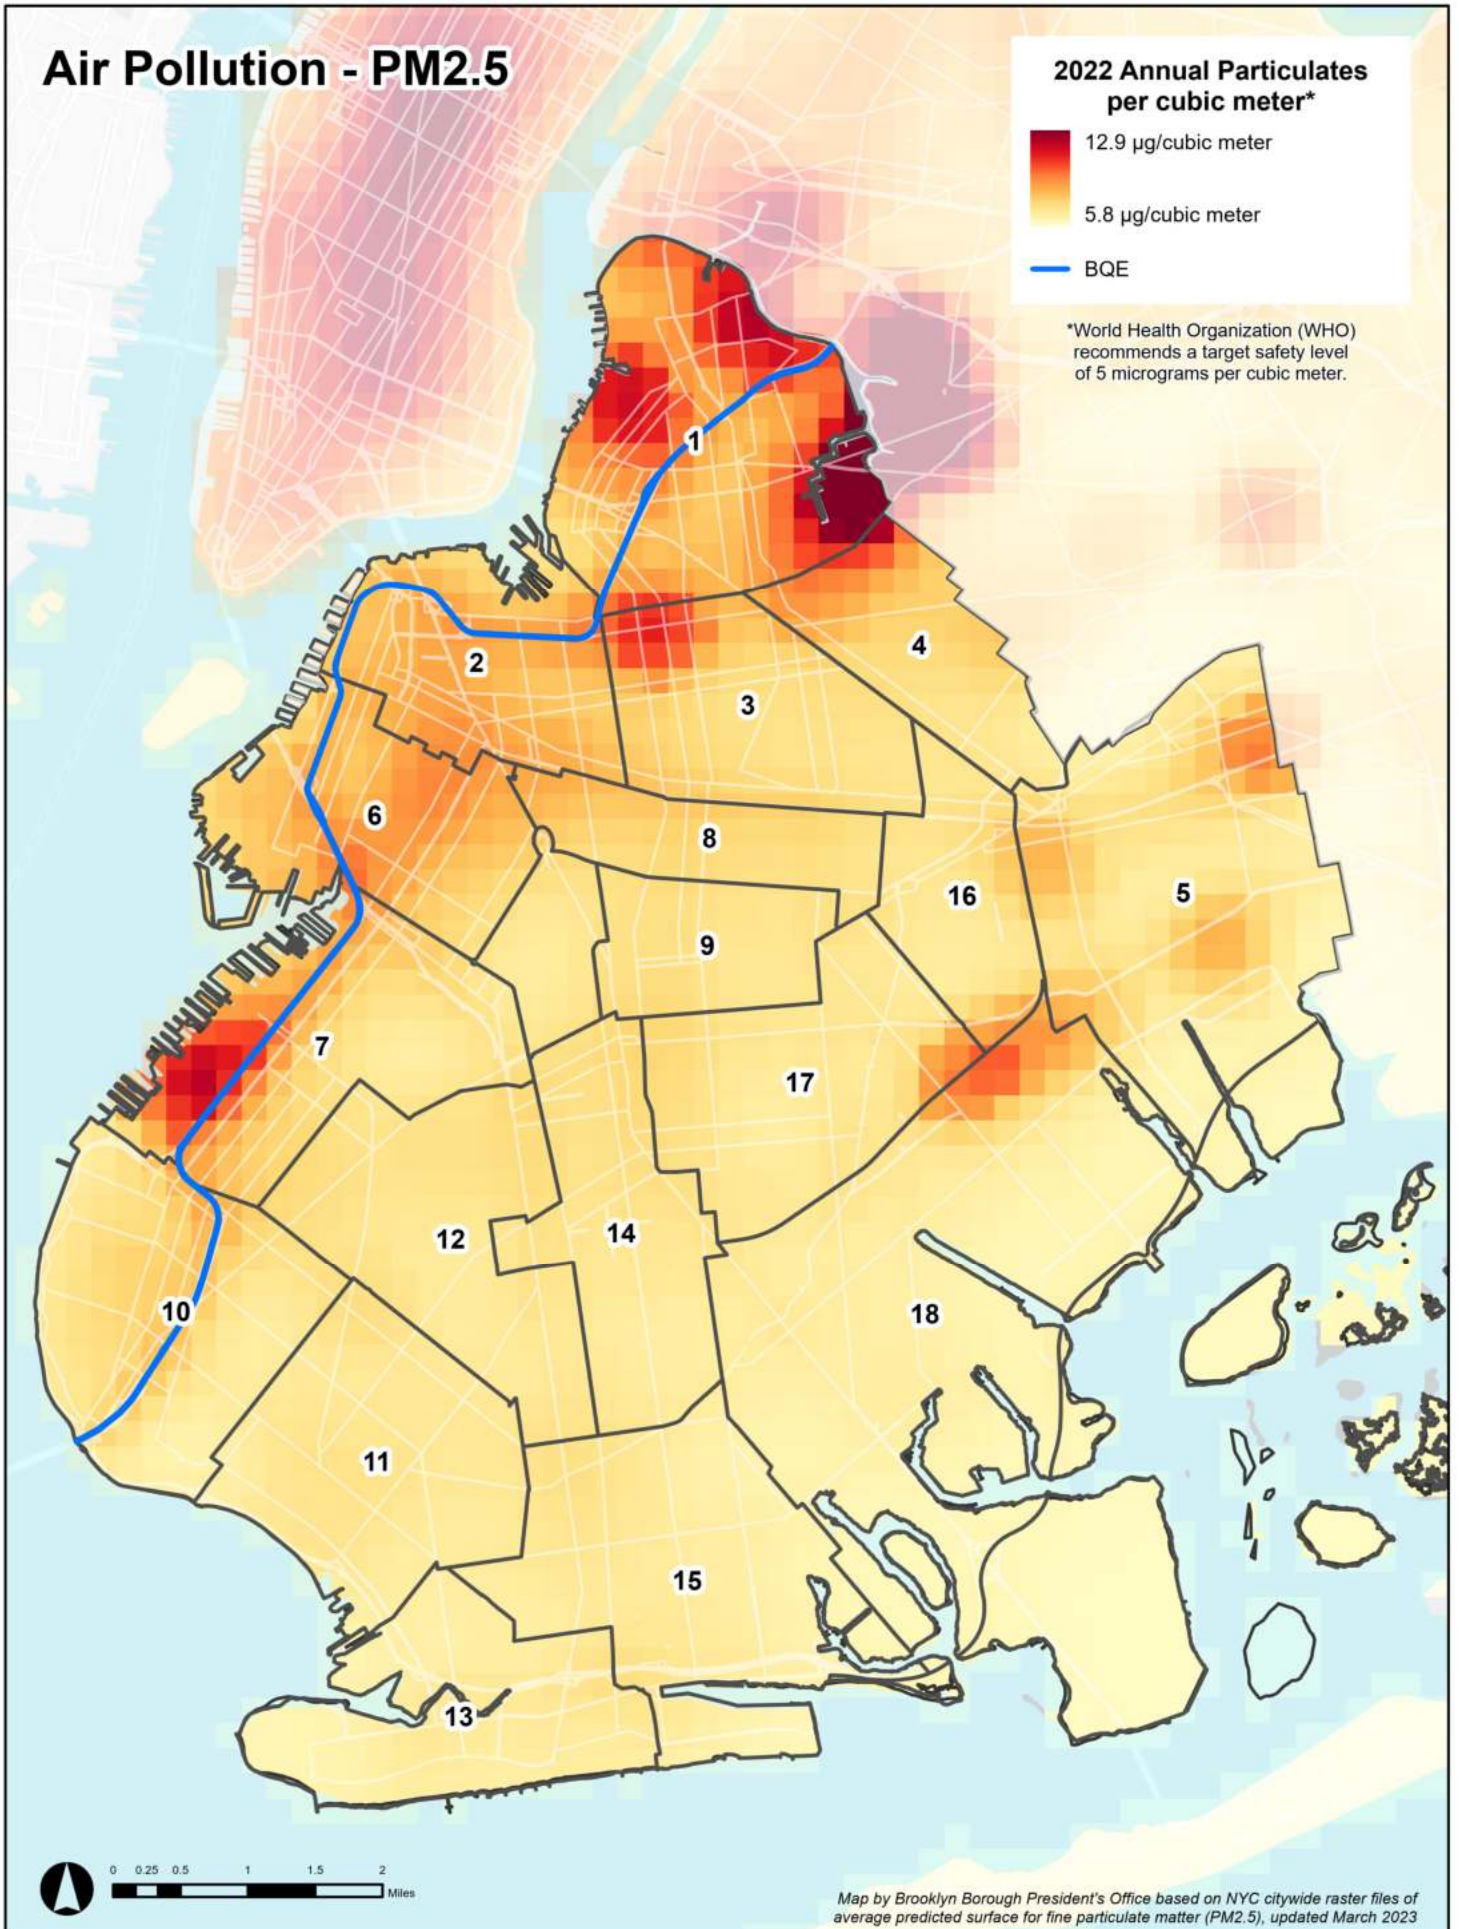 Air Pollution - PM2.5
2022 Annual Particulates
per cubic meter*
12.9 µg/cubic meter
5.8 µg/cubic meter
BQE
*World Health Organization (WHO)
recommends a target safety level
of 5 micrograms per cubic meter.
1
2
4
3
6
8
5
16
9
7
17
12
14
10
18
11
15
13
0 0.25 0.5 1 1.5 2
Miles
Map by Brooklyn Borough President's Office based on NYC citywide raster files of
average predicted surface for fine particulate matter (PM2.5), updated March 2023